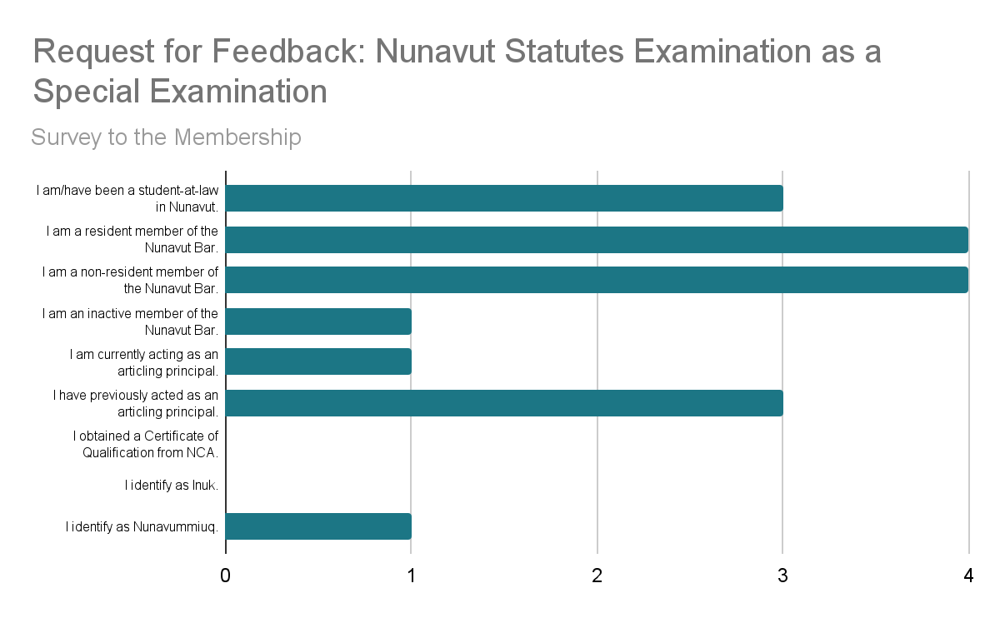 Request for Feedback: Nunavut Statutes Examination as a
Special Examination
Survey to the Membership
I am/have been a student-at-law
in Nunavut.
I am a resident member of the
Nunavut Bar.
I am a non-resident member of
the Nunavut Bar.
I am an inactive member of the
Nunavut Bar.
I am currently acting as an
articling principal.
I have previously acted as an
articling principal.
I obtained a Certificate of
Qualification from NCA.
I identify as Inuk.
I identify as Nunavummiuq.
0 1 2 3 4